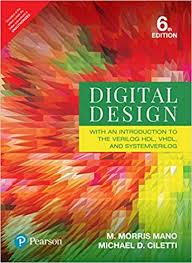 6th
EDITION
DIGITAL
DESIGN
WITH AN INTRODUCTION TO
THE VERILOG HDL, VHDL,
AND SYSTEMVERILOG
Pearson
M. MORRIS MANO
MICHAEL D. CILETTI